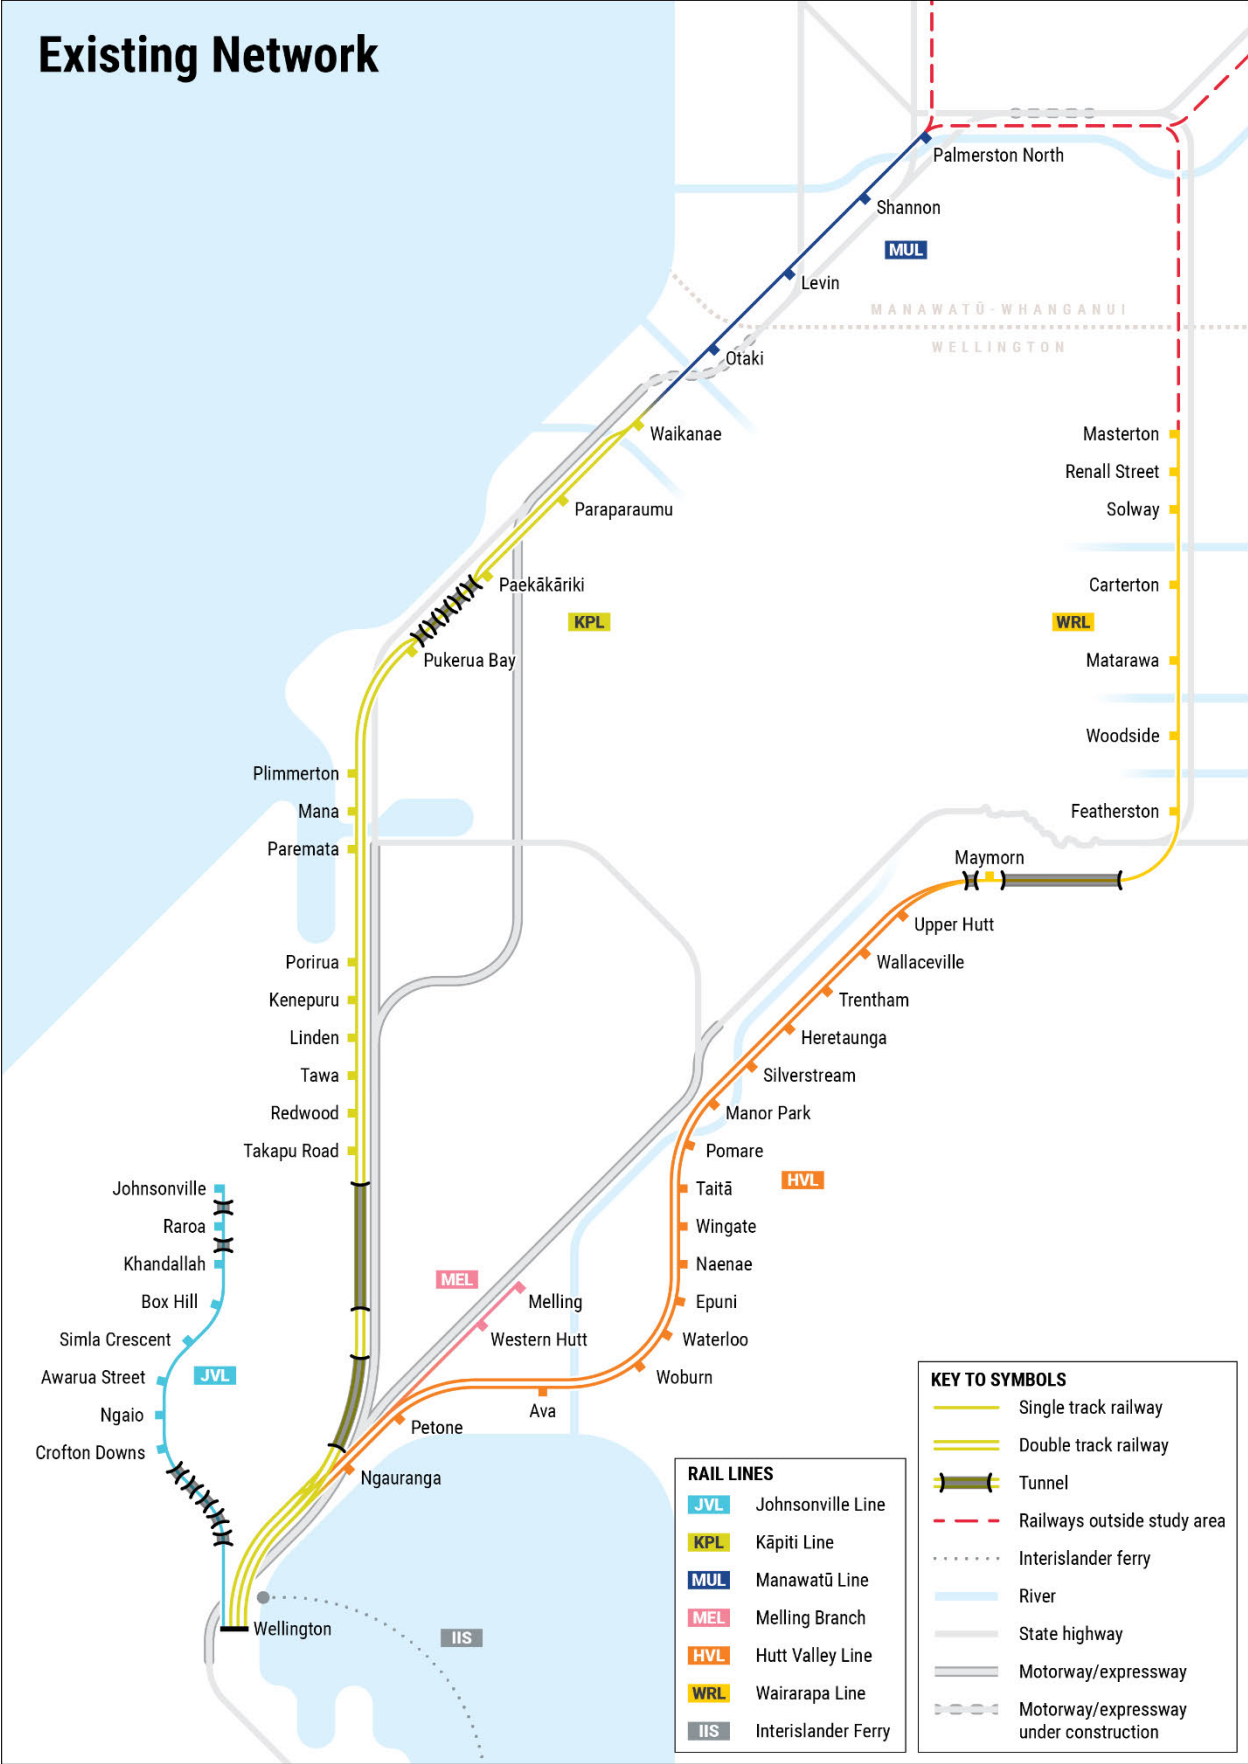 Existing Network
Palmerston North
Shannon
MUL
Levin
MANAWATŪ-WHANGANUI
WELLINGTON
Otaki
Waikanae
Masterton
Renall Street
Paraparaumu
Solway
Paekākāriki
Carterton
KPL
WRL
Pukerua Bay
Matarawa
Woodside
Plimmerton
Mana
Featherston
Paremata
Maymorn
Upper Hutt
Porirua
Wallaceville
Kenepuru
Trentham
Linden
Heretaunga
Tawa
Silverstream
Redwood
Manor Park
Takapu Road
Pomare
HVL
Johnsonville
Taitā
Raroa
Wingate
Khandallah
Naenae
MEL
Box Hill
Melling
Epuni
Simla Crescent
Western Hutt
Waterloo
Awarua Street
JVL
Woburn
Ngaio
Ava
Petone
Crofton Downs
Ngauranga
Wellington
IIS
RAIL LINES
JVL Johnsonville Line
KPL Kāpiti Line
MUL Manawatū Line
MEL Melling Branch
HVL Hutt Valley Line
WRL Wairarapa Line
IIS Interislander Ferry
KEY TO SYMBOLS
Single track railway
Double track railway
Tunnel
Railways outside study area
Interislander ferry
River
State highway
Motorway/expressway
Motorway/expressway
under construction